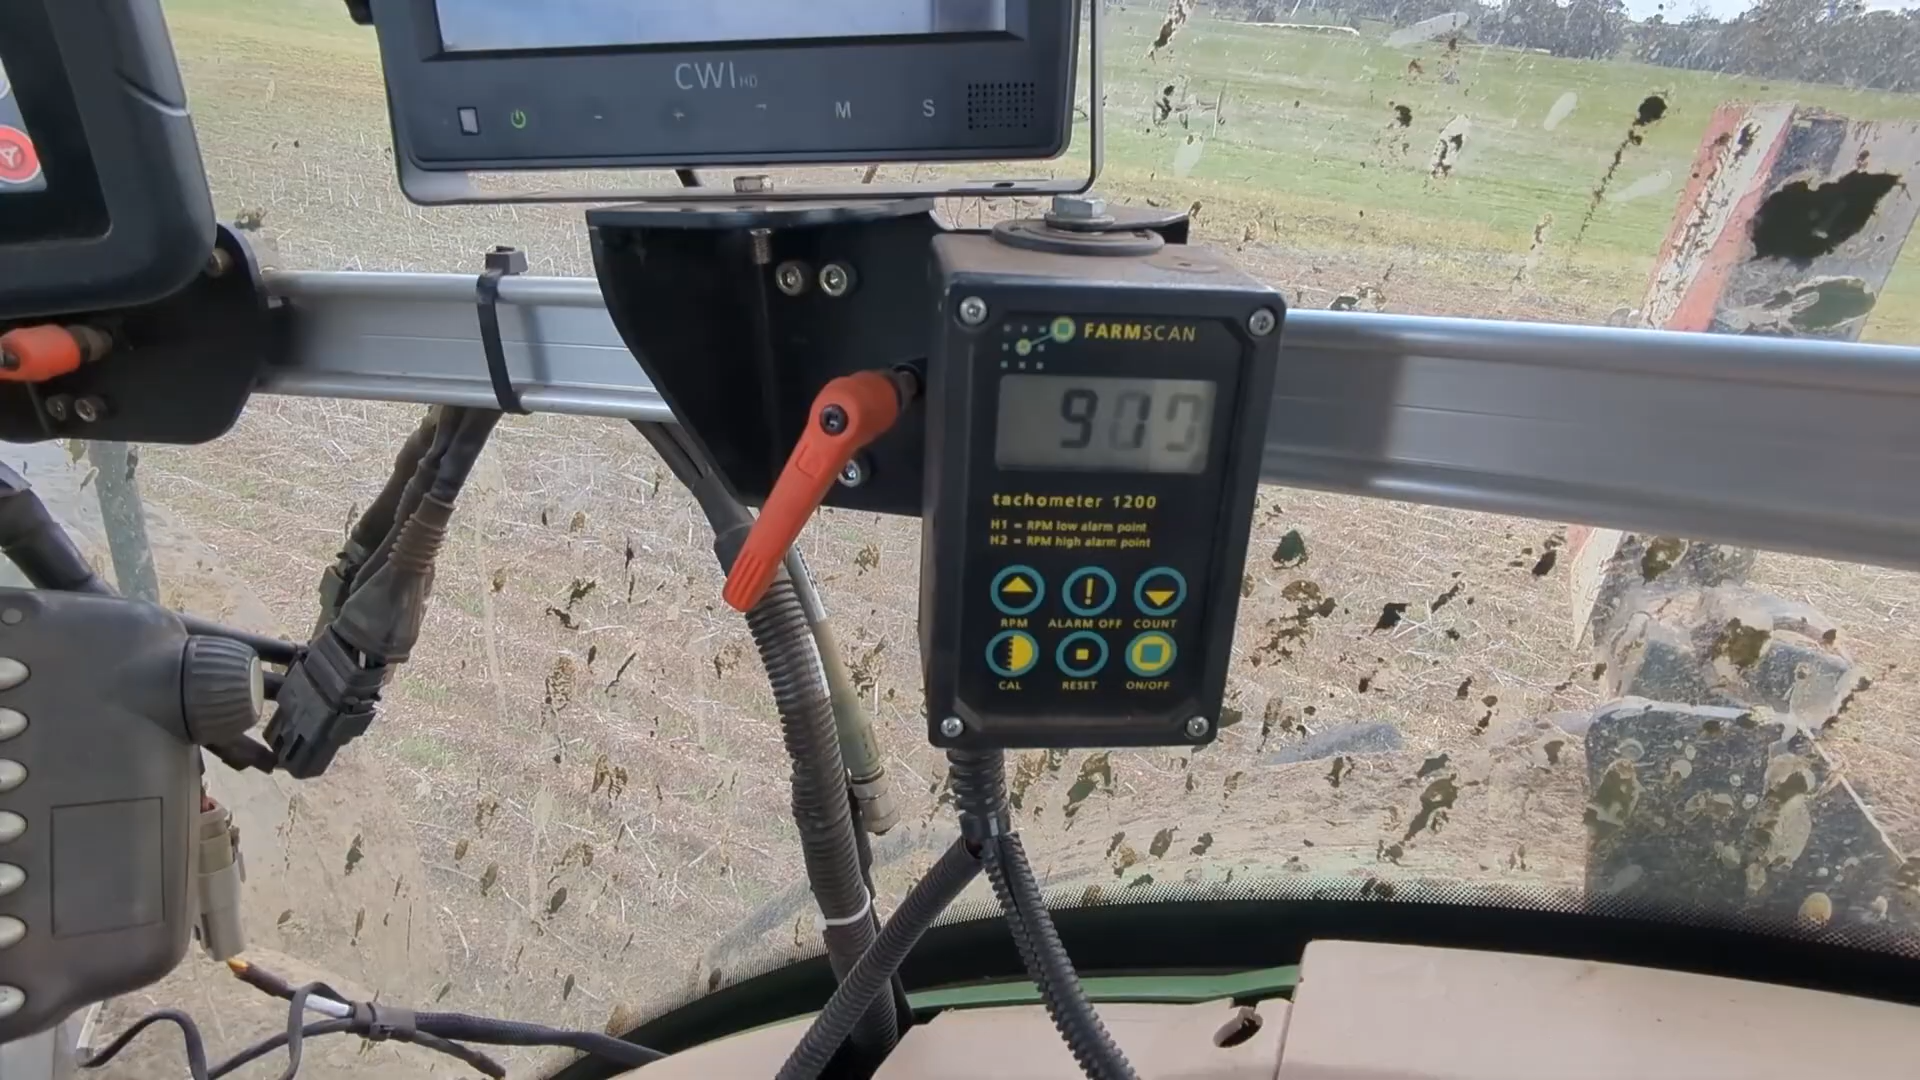 CWI HD
M S
FARMSCAN
tachometer 1200
H1 = RPM low alarm point
H2 = RPM high alarm point
RPM ALARM OFF COUNT
CAL RESET ON/OFF